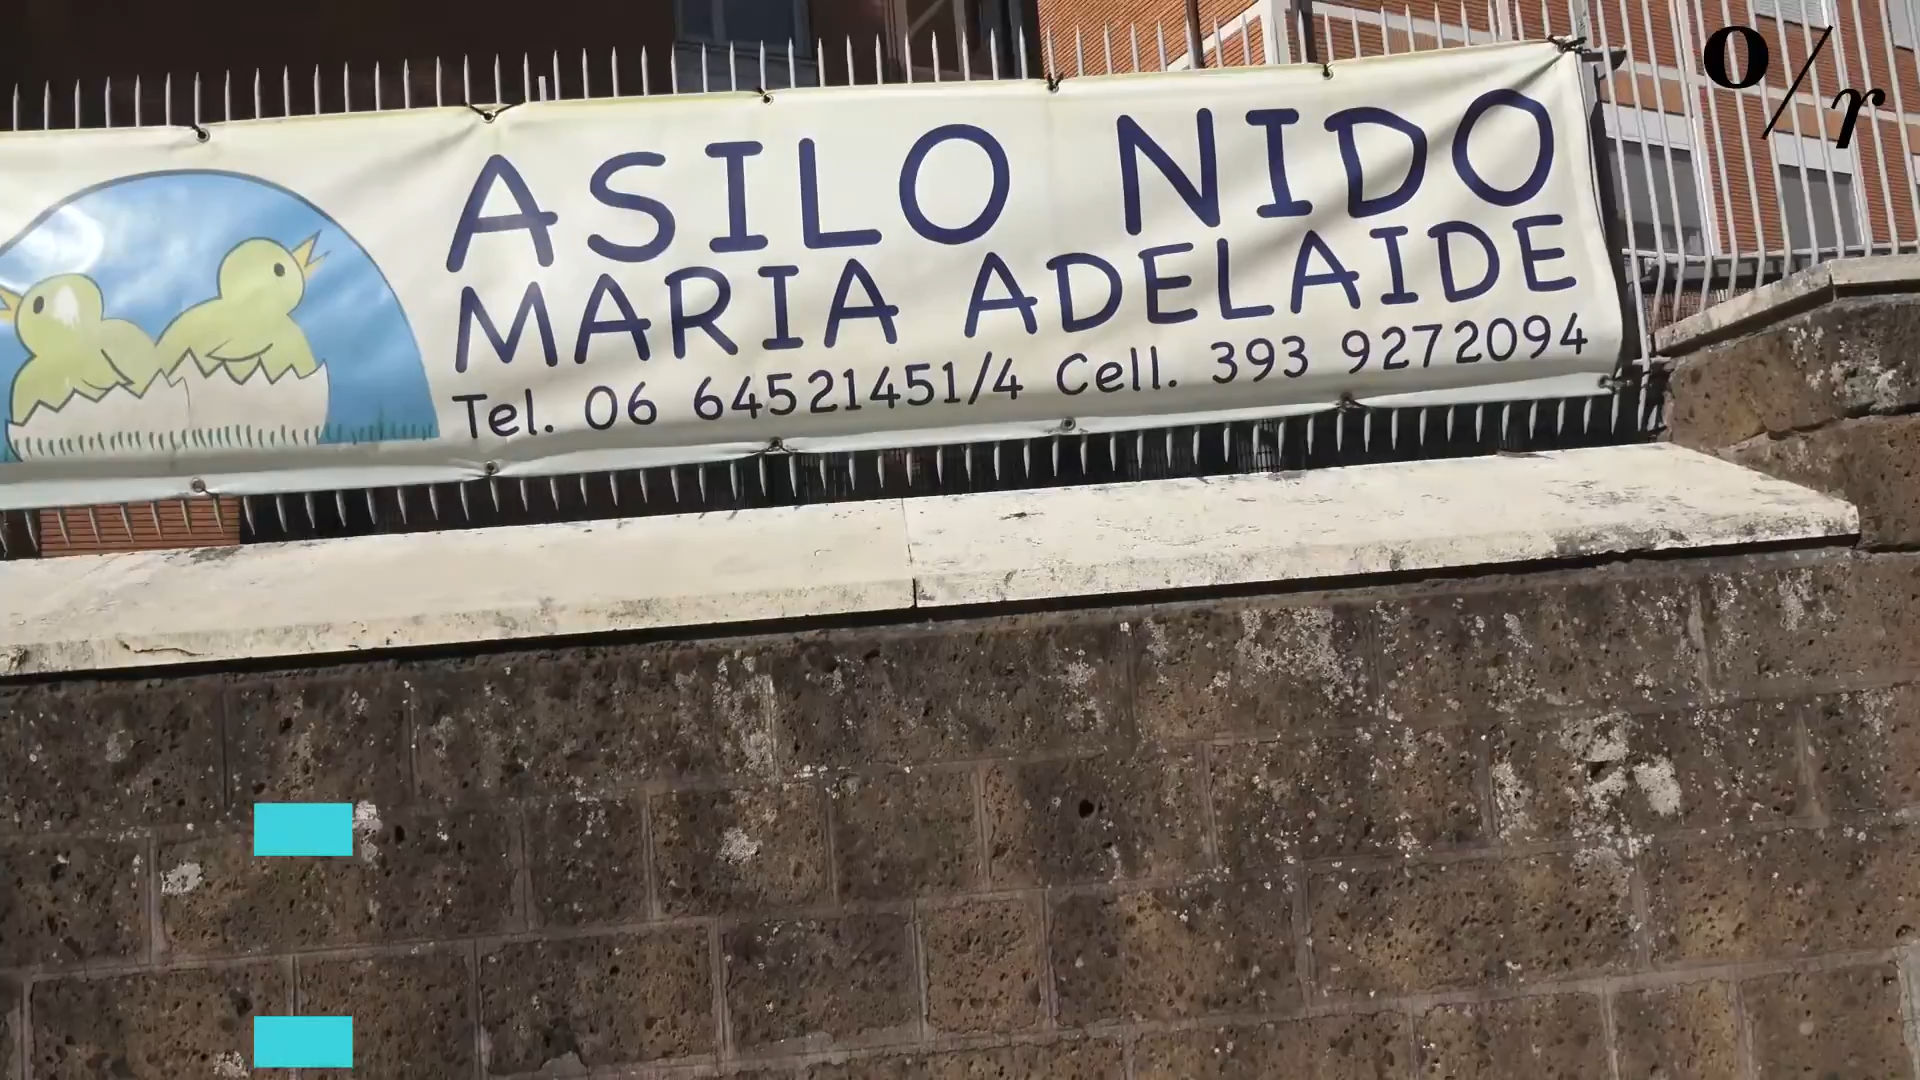 o/r
ASILO NIDO
MARIA ADELAIDE
Tel. 06 64521451/4 Cell. 393 9272094